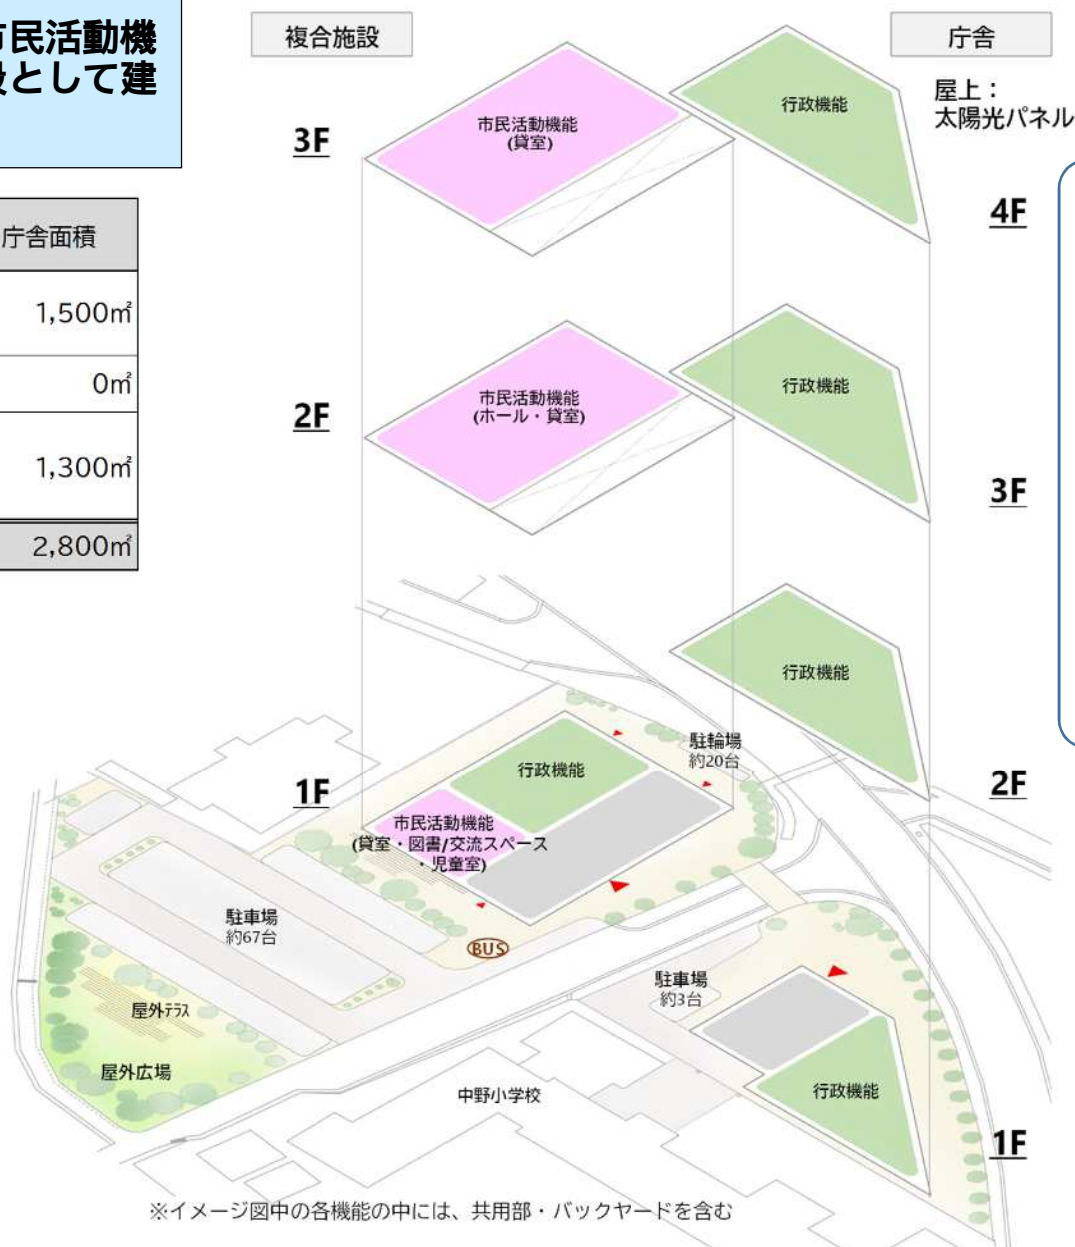 市民活動機
設として建
庁舎面積
1,500㎡
0㎡
1,300㎡
2,800㎡
複合施設
庁舎
屋上：
太陽光パネル
3F
市民活動機能
(貸室)
行政機能
4F
2F
市民活動機能
(ホール・貸室)
行政機能
3F
行政機能
2F
1F
行政機能
市民活動機能
(貸室・図書/交流スペース
・児童室)
駐輪場
約20台
駐車場
約67台
BUS
屋外テラス
屋外広場
駐車場
約3台
行政機能
中野小学校
1F
※イメージ図中の各機能の中には、共用部・バックヤードを含む